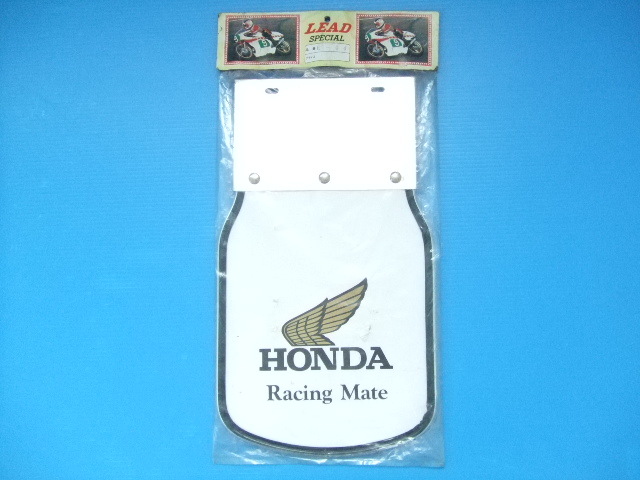 LEAD
SPECIAL
HONDA
Racing Mate